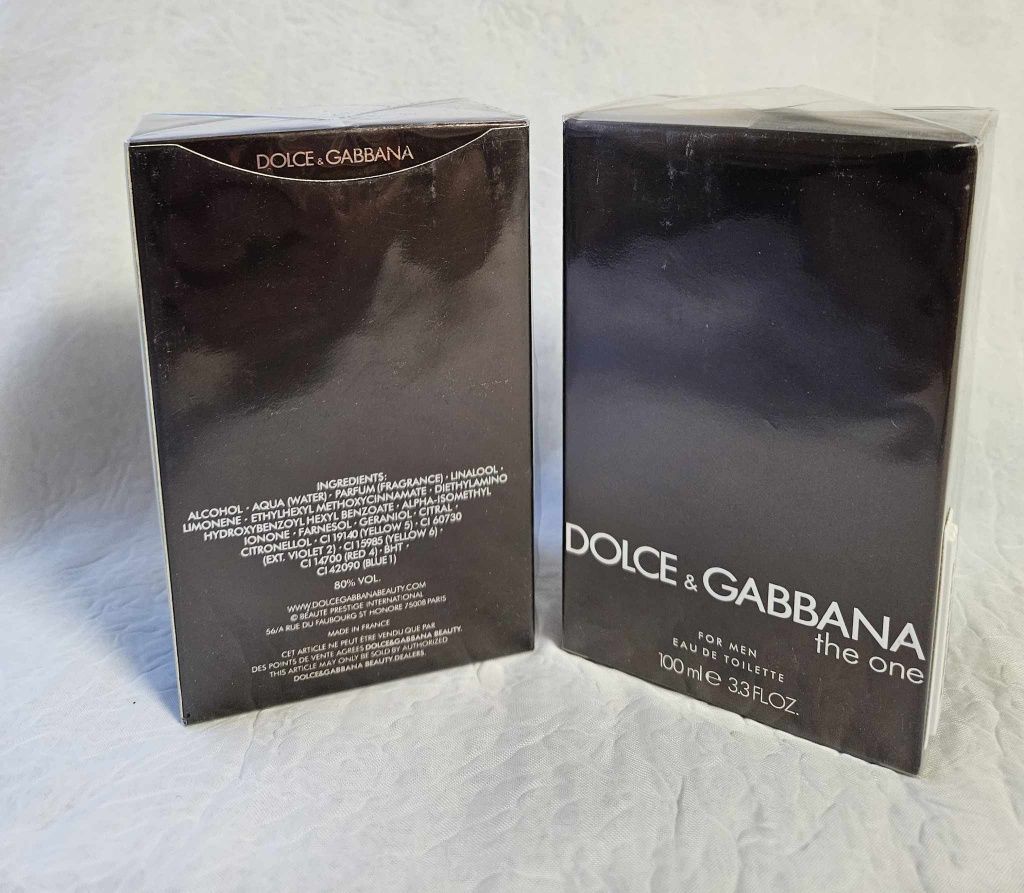 DOLCE & GABBANA
INGREDIENTS:
ALCOHOL · AQUA (WATER) · PARFUM (FRAGRANCE) · LINALOOL ·
LIMONENE · ETHYLHEXYL METHOXYCINNAMATE · DIETHYLAMINO
HYDROXYBENZOYL HEXYL BENZOATE · ALPHA-ISOMETHYL
IONONE · FARNESOL · GERANIOL · CITRAL ·
CITRONELLOL · CI 19140 (YELLOW 5) · CI 60730
(EXT. VIOLET 2) · CI 15985 (YELLOW 6) ·
CI 14700 (RED 4) · BHT ·
CI 42090 (BLUE 1)
80% VOL.
WWW.DOLCEGABBANABEAUTY.COM
© BEAUTE PRESTIGE INTERNATIONAL
56/A RUE DU FAUBOURG ST HONORE 75008 PARIS
MADE IN FRANCE
CET ARTICLE NE PEUT ÊTRE VENDU QUE PAR
DES POINTS DE VENTE AGREES DOLCE&GABBANA BEAUTY.
THIS ARTICLE MAY ONLY BE SOLD BY AUTHORIZED
DOLCE&GABBANA BEAUTY DEALERS.
DOLCE & GABBANA
the one
FOR MEN
EAU DE TOILETTE
100 ml e 3.3 FL.OZ.